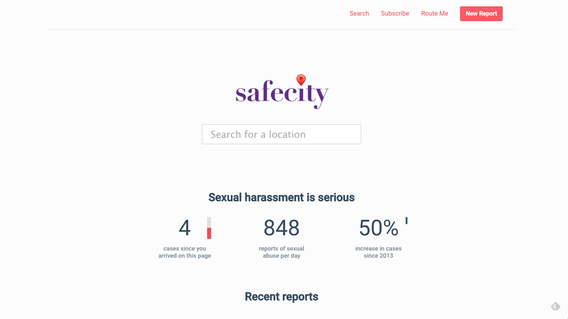 Search Subscribe Route Me New Report
safecity
Search for a location
Sexual harassment is serious
4 848 50%
cases since you reports of sexual increase in cases
arrived on this page abuse per day since 2013
Recent reports